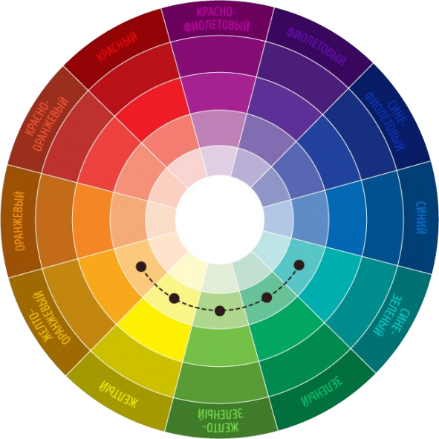 КРАСНО-
ФИОЛЕТОВЫЙ
ФИОЛЕТОВЫЙ
СИНЕ-
ФИОЛЕТОВЫЙ
СИНИЙ
СИНЕ-
ЗЕЛЕНЫЙ
ЗЕЛЕНЫЙ
ЖЕЛТО-
ЗЕЛЕНЫЙ
ЖЕЛТЫЙ
ЖЕЛТО-
ОРАНЖЕВЫЙ
ОРАНЖЕВЫЙ
КРАСНО-
ОРАНЖЕВЫЙ
КРАСНЫЙ